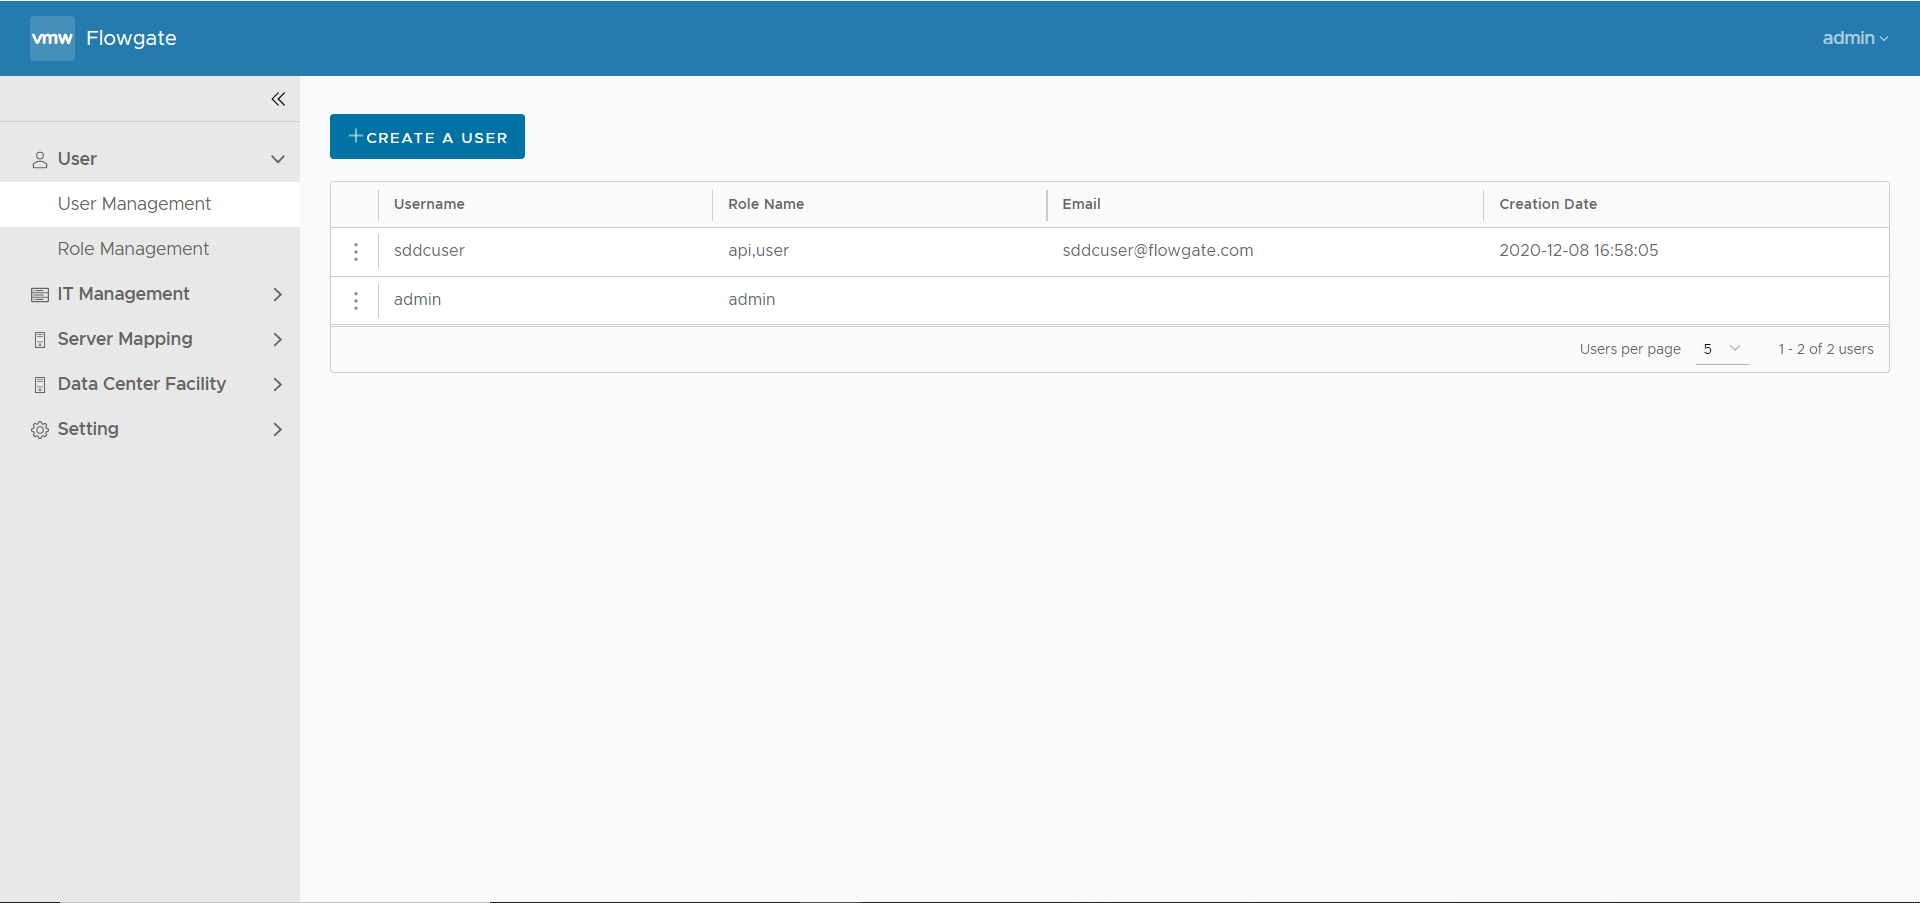 vmw Flowgate
admin
CREATE A USER
User
User Management
Role Management
IT Management
Server Mapping
Data Center Facility
Setting
Username Role Name Email Creation Date
sddcuser api,user sddcuser@flowgate.com 2020-12-08 16:58:05
admin admin
Users per page 5 1 - 2 of 2 users